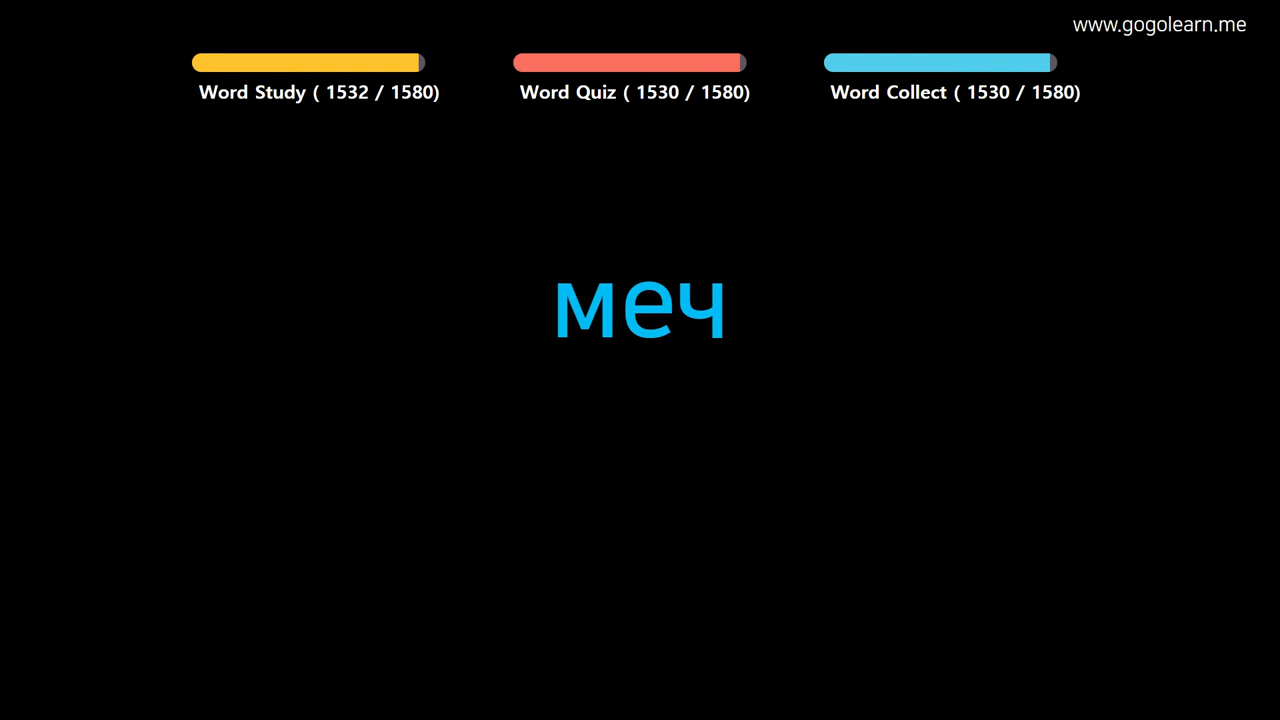 www.gogolearn.me
Word Study ( 1532 / 1580)
Word Quiz ( 1530 / 1580)
Word Collect ( 1530 / 1580)
меч